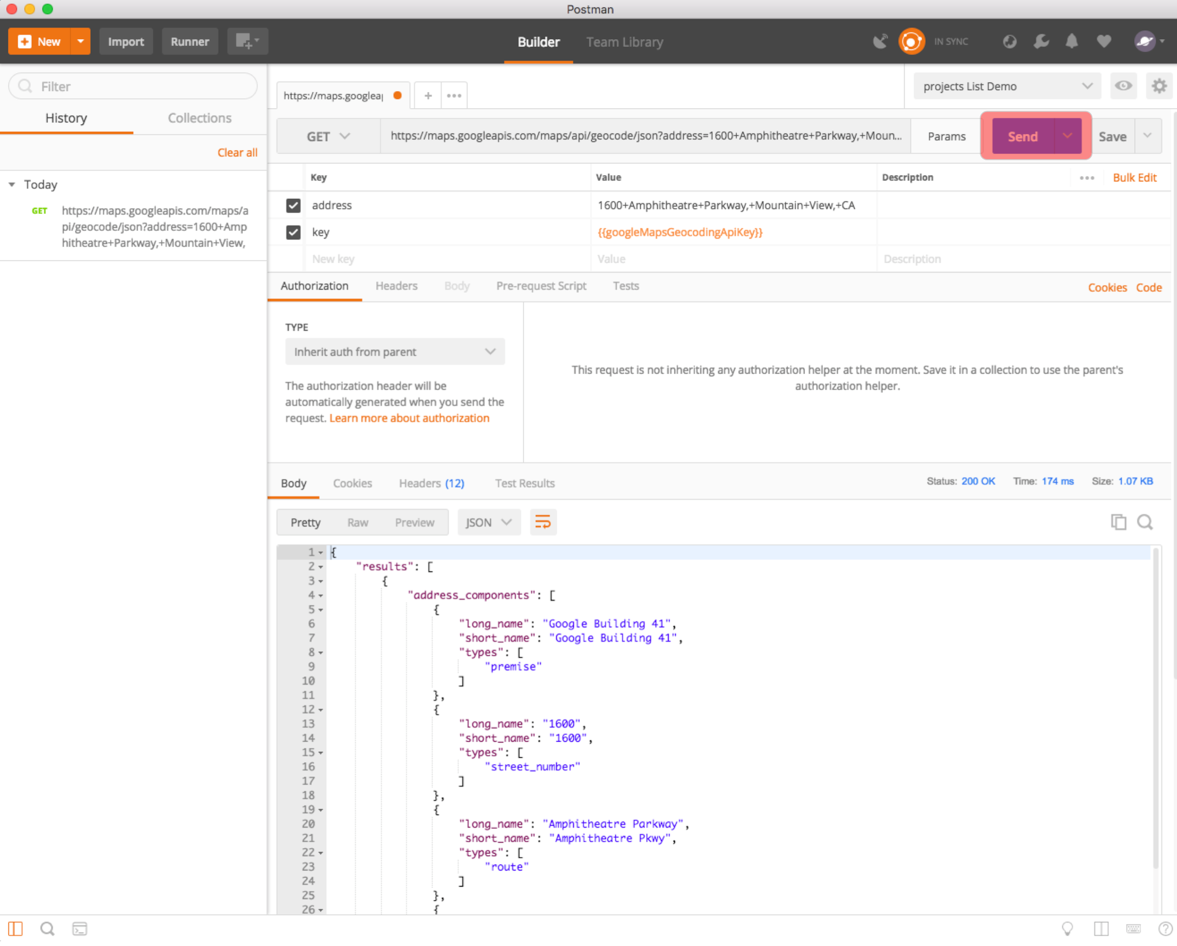 Postman
New Import Runner Builder Team Library IN SYNC
Filter
History Collections
Clear all
Today
GET https://maps.googleapis.com/maps/a
pi/geocode/json?address=1600+Amp
hitheatre+Parkway,+Mountain+View,
https://maps.googleap + ••• projects List Demo
GET https://maps.googleapis.com/maps/api/geocode/json?address=1600+Amphitheatre+Parkway,+Moun... Params Send Save
Key Value Description ••• Bulk Edit
address 1600+Amphitheatre+Parkway,+Mountain+View,+CA
key {{googleMapsGeocodingApiKey}}
New key Value Description
Authorization Headers Body Pre-request Script Tests Cookies Code
TYPE
Inherit auth from parent
The authorization header will be
automatically generated when you send the
request. Learn more about authorization
This request is not inheriting any authorization helper at the moment. Save it in a collection to use the parent's
authorization helper.
Body Cookies Headers (12) Test Results Status: 200 OK Time: 174 ms Size: 1.07 KB
Pretty Raw Preview JSON
1 {
2 "results": [
3 {
4 "address_components": [
5 {
6 "long_name": "Google Building 41",
7 "short_name": "Google Building 41",
8 "types": [
9 "premise"
10 ]
11 },
12 {
13 "long_name": "1600",
14 "short_name": "1600",
15 "types": [
16 "street_number"
17 ]
18 },
19 {
20 "long_name": "Amphitheatre Parkway",
21 "short_name": "Amphitheatre Pkwy",
22 "types": [
23 "route"
24 ]
25 },
26 {